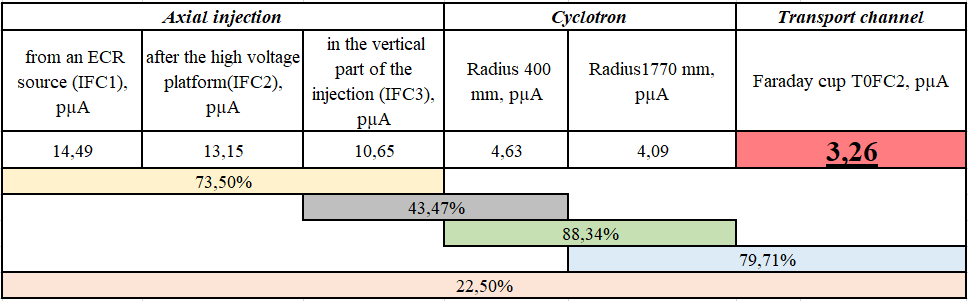 Axial injection Cyclotron Transport channel
from an ECR source (IFC1), pμA after the high voltage platform(IFC2), pμA in the vertical part of the injection (IFC3), pμA Radius 400 mm, pμA Radius1770 mm, pμA Faraday cup T0FC2, pμA
14,49 13,15 10,65 4,63 4,09 3,26
73,50%
43,47%
88,34%
79,71%
22,50%